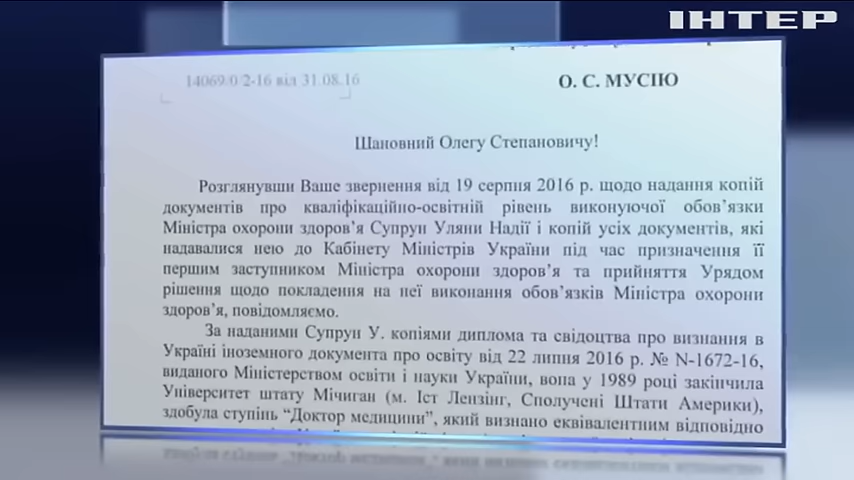 ІНТЕР
14069/0/2-16 від 31.08.16
О. С. МУСІЮ
Шановний Олегу Степановичу!
Розглянувши Ваше звернення від 19 серпня 2016 р. щодо надання копій
документів про кваліфікаційно-освітній рівень виконуючої обов’язки
Міністра охорони здоров’я Супрун Уляни Надії і копій усіх документів, які
надавалися нею до Кабінету Міністрів України під час призначення її
першим заступником Міністра охорони здоров’я та прийняття Урядом
рішення щодо покладення на неї виконання обов’язків Міністра охорони
здоров’я, повідомляємо.
За наданими Супрун У. копіями диплома та свідоцтва про визнання в
Україні іноземного документа про освіту від 22 липня 2016 р. № N-1672-16,
виданого Міністерством освіти і науки України, вона у 1989 році закінчила
Університет штату Мічиган (м. Іст Лензінг, Сполучені Штати Америки),
здобула ступінь “Доктор медицини”, який визнано еквівалентним відповідно